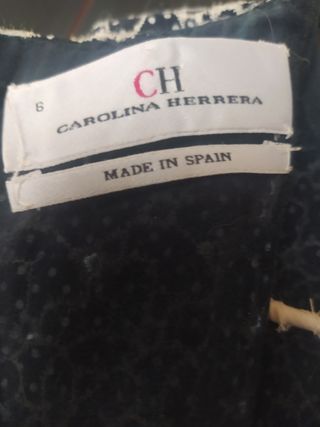 CH
6
CAROLINA HERRERA
MADE IN SPAIN